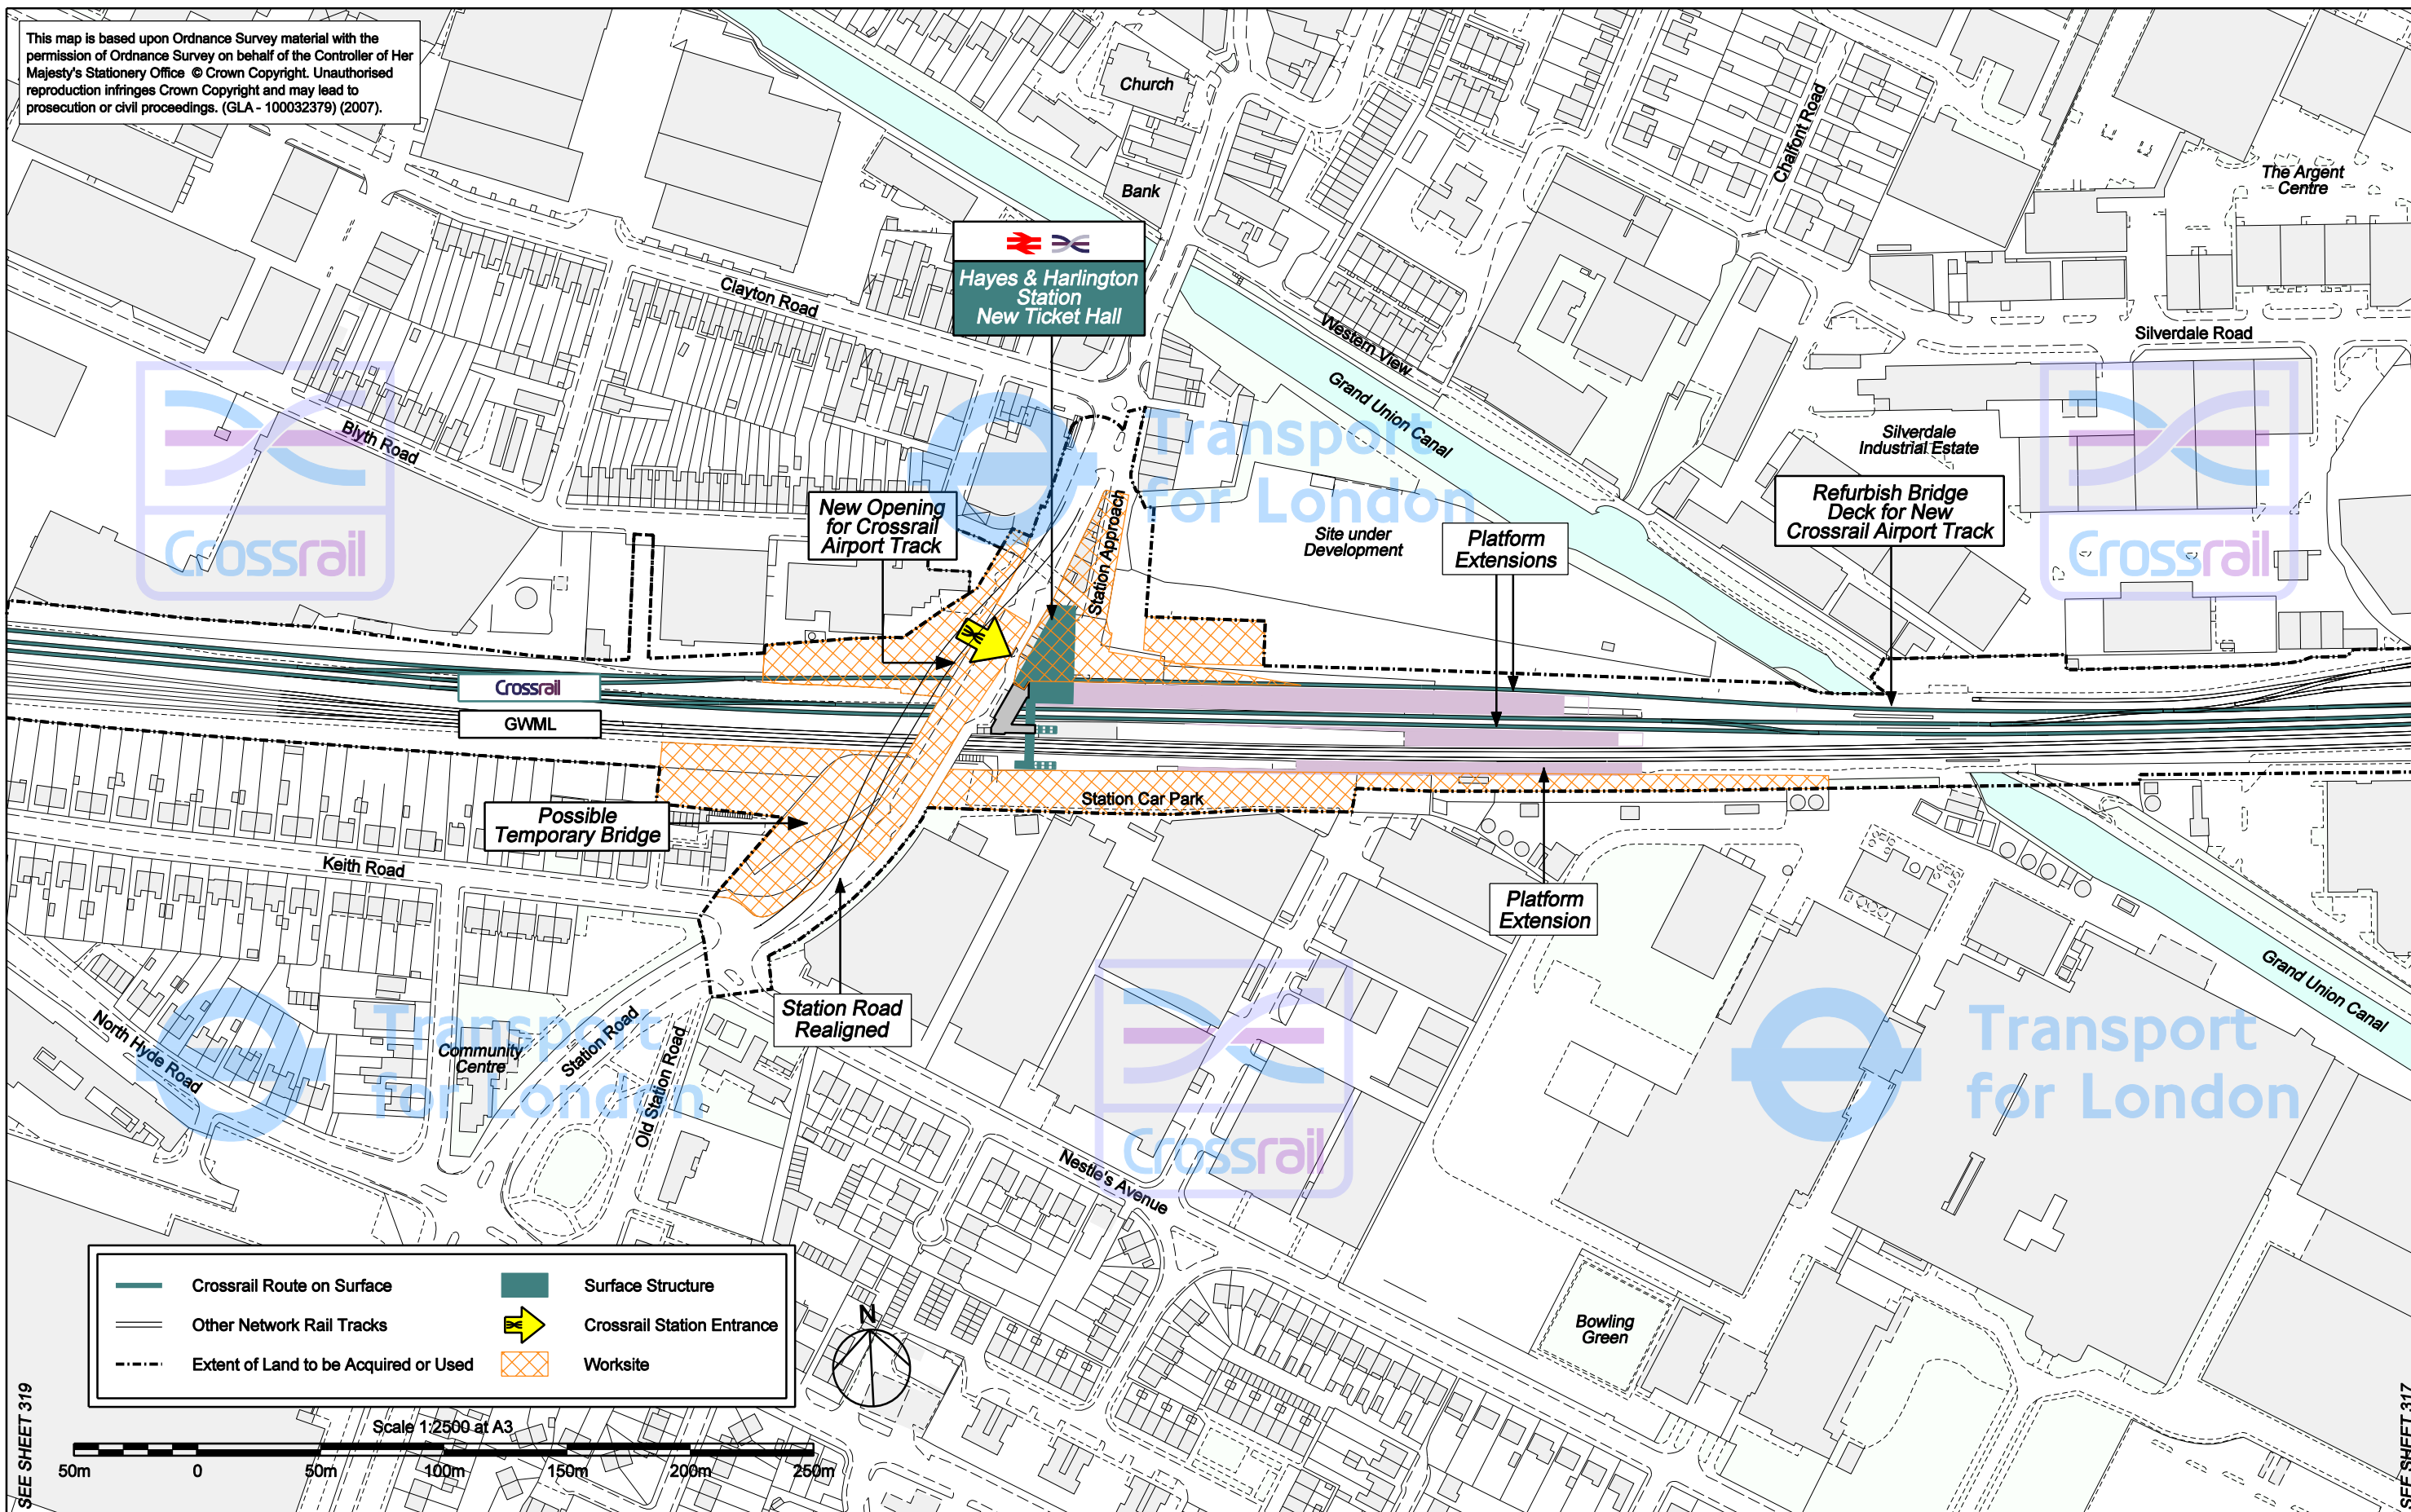 This map is based upon Ordnance Survey material with the
permission of Ordnance Survey on behalf of the Controller of Her
Majesty's Stationery Office © Crown Copyright. Unauthorised
reproduction infringes Crown Copyright and may lead to
prosecution or civil proceedings. (GLA - 100032379) (2007).
Church
Bank
Chalfont Road
The Argent
Centre
Hayes & Harlington
Station
New Ticket Hall
Clayton Road
Western View
Silverdale Road
Grand Union Canal
Blyth Road
Silverdale
Industrial Estate
Crossrail
Transport
for London
Crossrail
New Opening
for Crossrail
Airport Track
Station Approach
Site under
Development
Platform
Extensions
Refurbish Bridge
Deck for New
Crossrail Airport Track
Crossrail
GWML
Station Car Park
Possible
Temporary Bridge
Keith Road
Platform
Extension
Grand Union Canal
Station Road
Realigned
North Hyde Road
Community
Centre
Station Road
Old Station Road
Transport
for London
Crossrail
Transport
for London
Nestle's Avenue
Bowling
Green
Crossrail Route on Surface
Surface Structure
Other Network Rail Tracks
Crossrail Station Entrance
Extent of Land to be Acquired or Used
Worksite
N
Scale 1:2500 at A3
50m 0 50m 100m 150m 200m 250m
SEE SHEET 319
SEE SHEET 317